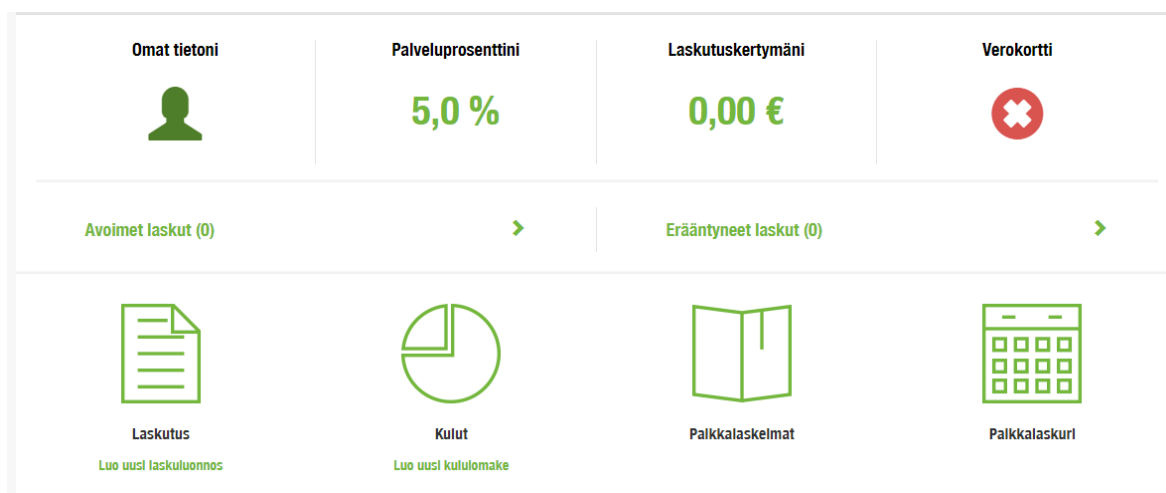 Omat tietoni
Palveluprosenttini
Laskutuskertymäni
Verokortti
5,0 %
0,00 €
Avoimet laskut (0)
Erääntyneet laskut (0)
Laskutus
Kulut
Palkkalaskelmat
Palkkalaskuri
Luo uusi laskuluonnos
Luo uusi kululomake